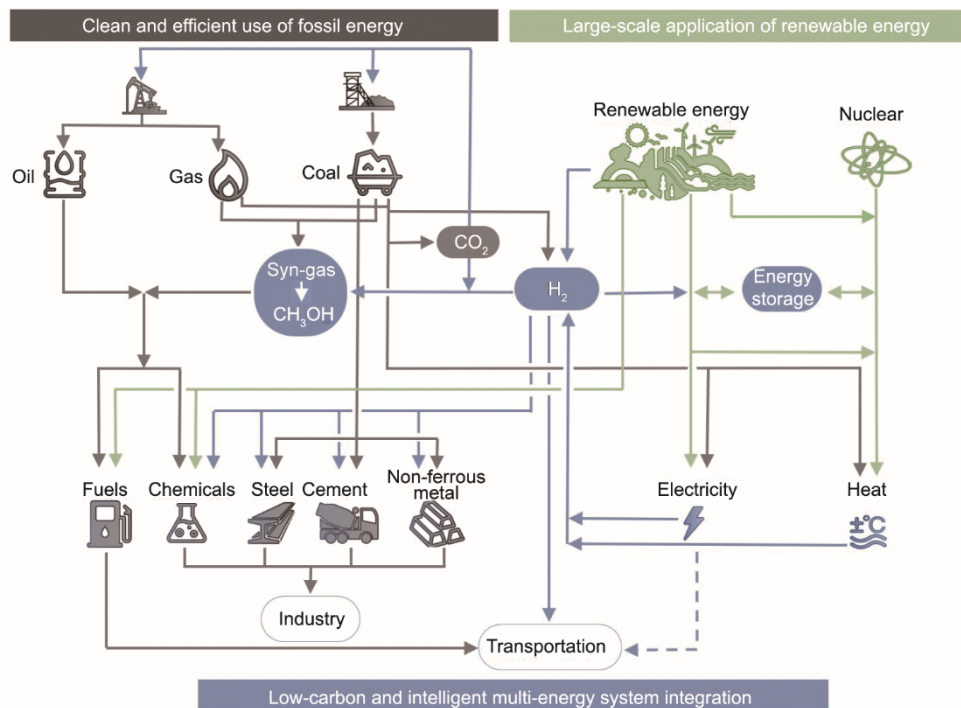 Clean and efficient use of fossil energy
Large-scale application of renewable energy
Renewable energy
Nuclear
Oil
Gas
Coal
CO₂
Syn-gas
CH₃OH
H₂
Energy
storage
Fuels
Chemicals
Steel
Cement
Non-ferrous
metal
Electricity
Heat
±°C
Industry
Transportation
Low-carbon and intelligent multi-energy system integration